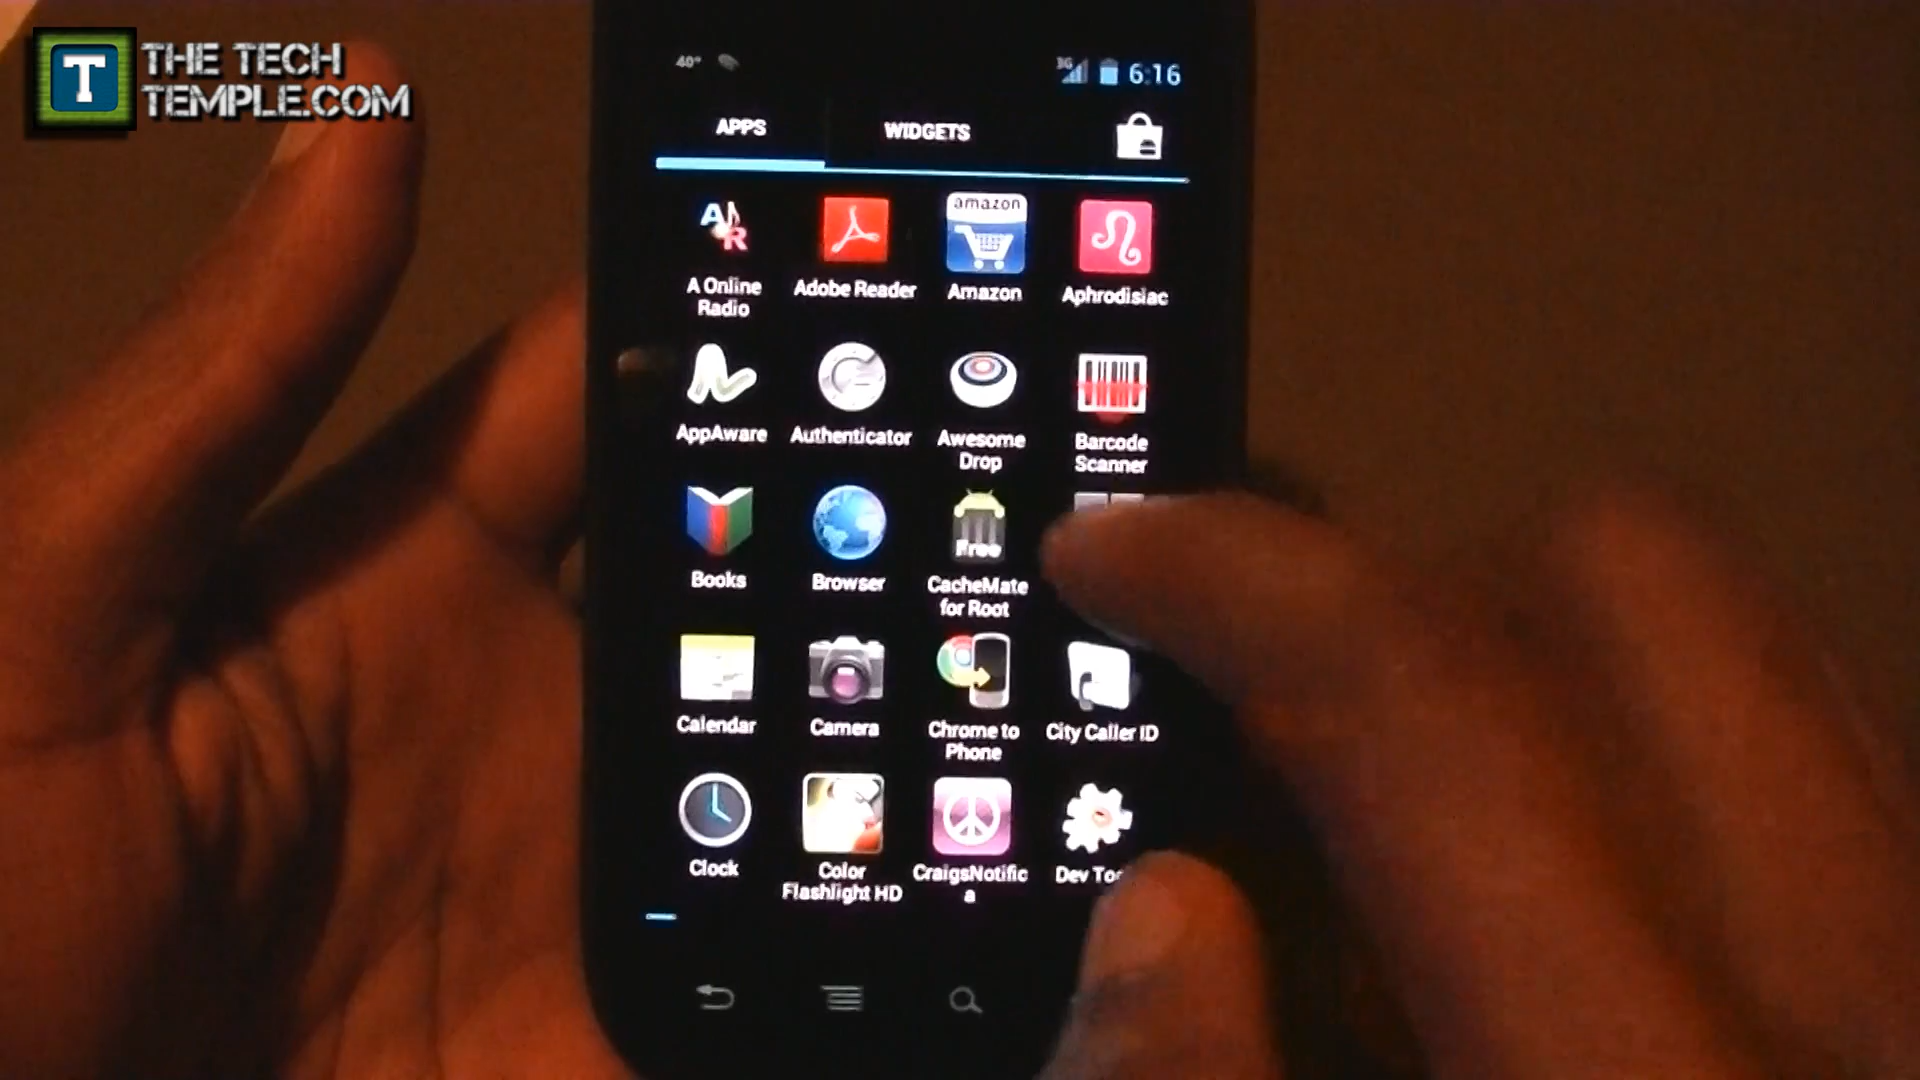 T THE TECH
TEMPLE.COM
40°
3G 6:16
APPS WIDGETS
amazon
A Online
Radio
Adobe Reader
Amazon
Aphrodisiac
AppAware
Authenticator
Awesome
Drop
Barcode
Scanner
Free
Books
Browser
CacheMate
for Root
Calendar
Camera
Chrome to
Phone
City Caller ID
Clock
Color
Flashlight HD
CraigsNotific
a
Dev